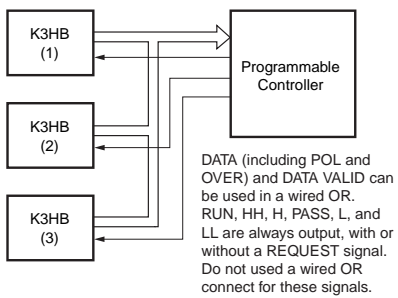 K3HB
(1)
Programmable
Controller
K3HB
(2)
K3HB
(3)
DATA (including POL and
OVER) and DATA VALID can
be used in a wired OR.
RUN, HH, H, PASS, L, and
LL are always output, with or
without a REQUEST signal.
Do not used a wired OR
connect for these signals.